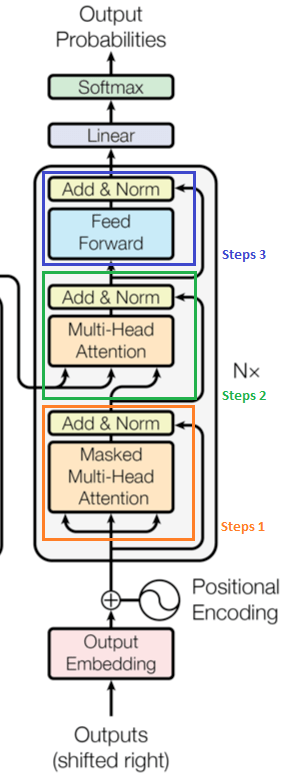 Output
Probabilities
Softmax
Linear
Add & Norm
Feed
Forward
Steps 3
Add & Norm
Multi-Head
Attention
N×
Steps 2
Add & Norm
Masked
Multi-Head
Attention
Steps 1
Positional
Encoding
Output
Embedding
Outputs
(shifted right)